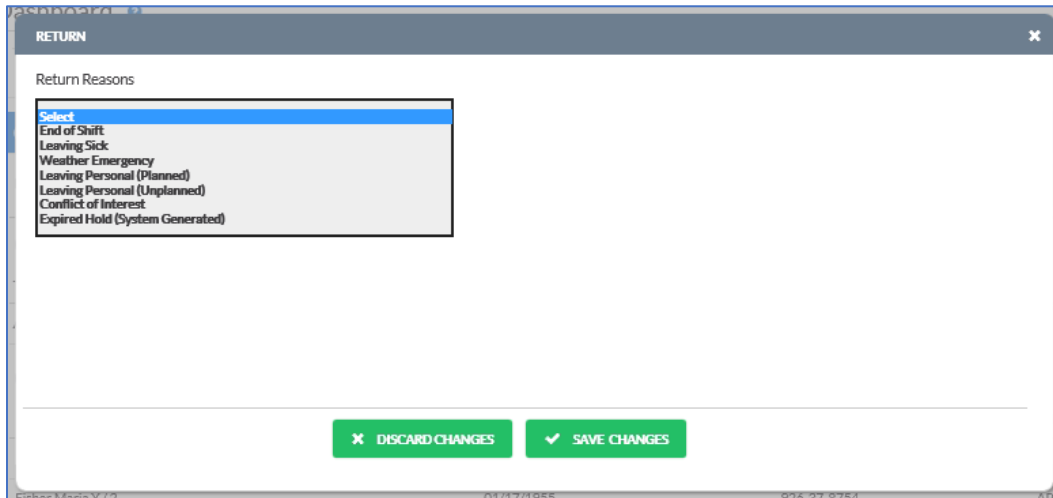 Dashboard
RETURN
Return Reasons
Select
End of Shift
Leaving Sick
Weather Emergency
Leaving Personal (Planned)
Leaving Personal (Unplanned)
Conflict of Interest
Expired Hold (System Generated)
DISCARD CHANGES
SAVE CHANGES
01/17/1955